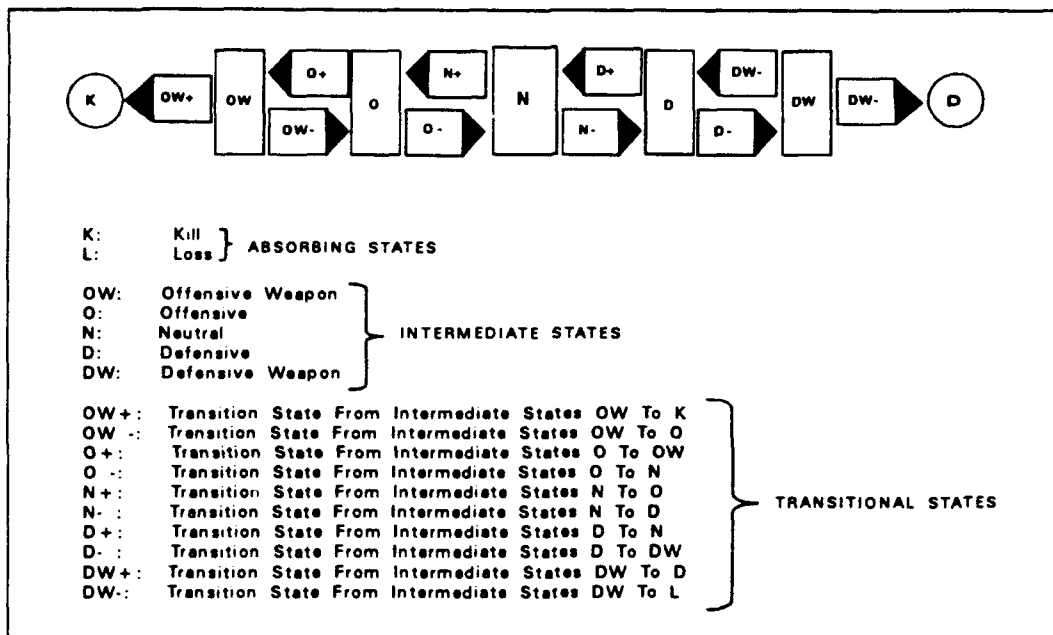 O+ N+ D+ DW-
K OW+ OW O N D DW DW- D
OW- O - N- D-
K: Kill
L: Loss
ABSORBING STATES
OW: Offensive Weapon
O: Offensive
N: Neutral
D: Defensive
DW: Defensive Weapon
INTERMEDIATE STATES
OW+: Transition State From Intermediate States OW To K
OW -: Transition State From Intermediate States OW To O
O+: Transition State From Intermediate States O To OW
O -: Transition State From Intermediate States O To N
N+: Transition State From Intermediate States N To O
N- : Transition State From Intermediate States N To D
D+: Transition State From Intermediate States D To N
D- : Transition State From Intermediate States D To DW
DW+: Transition State From Intermediate States DW To D
DW-: Transition State From Intermediate States DW To L
TRANSITIONAL STATES